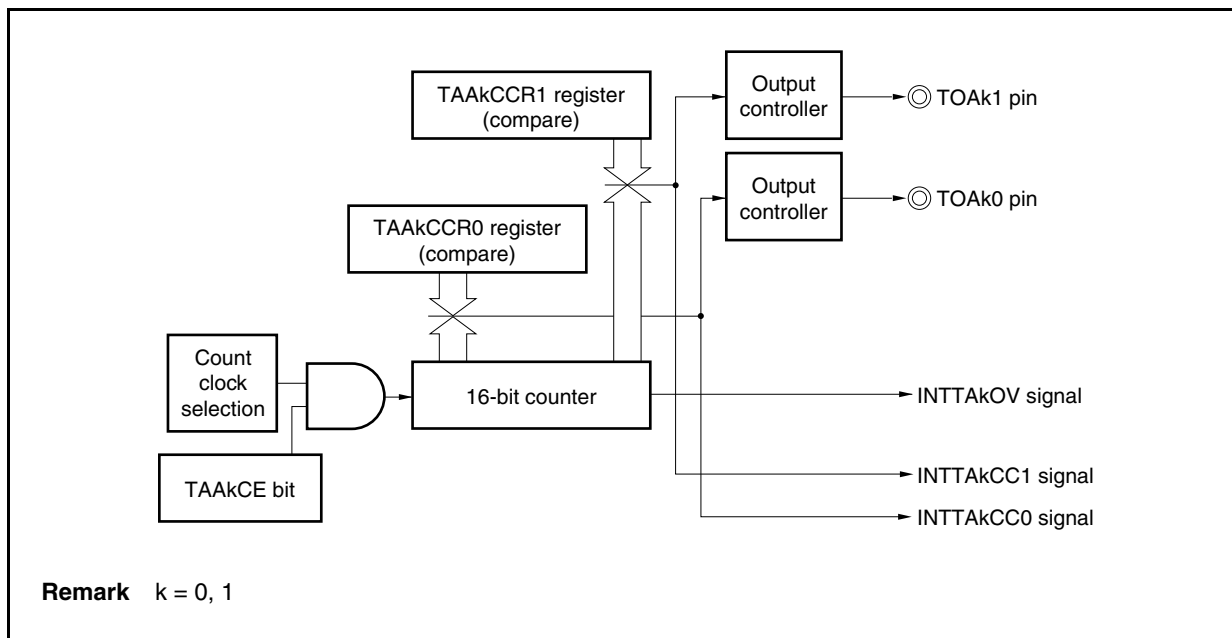 TAAkCCR1 register
(compare)
Output
controller
TOAk1 pin
Output
controller
TOAk0 pin
TAAkCCR0 register
(compare)
Count
clock
selection
16-bit counter
INTTAkOV signal
TAAkCE bit
INTTAkCC1 signal
INTTAkCC0 signal
Remark k = 0, 1